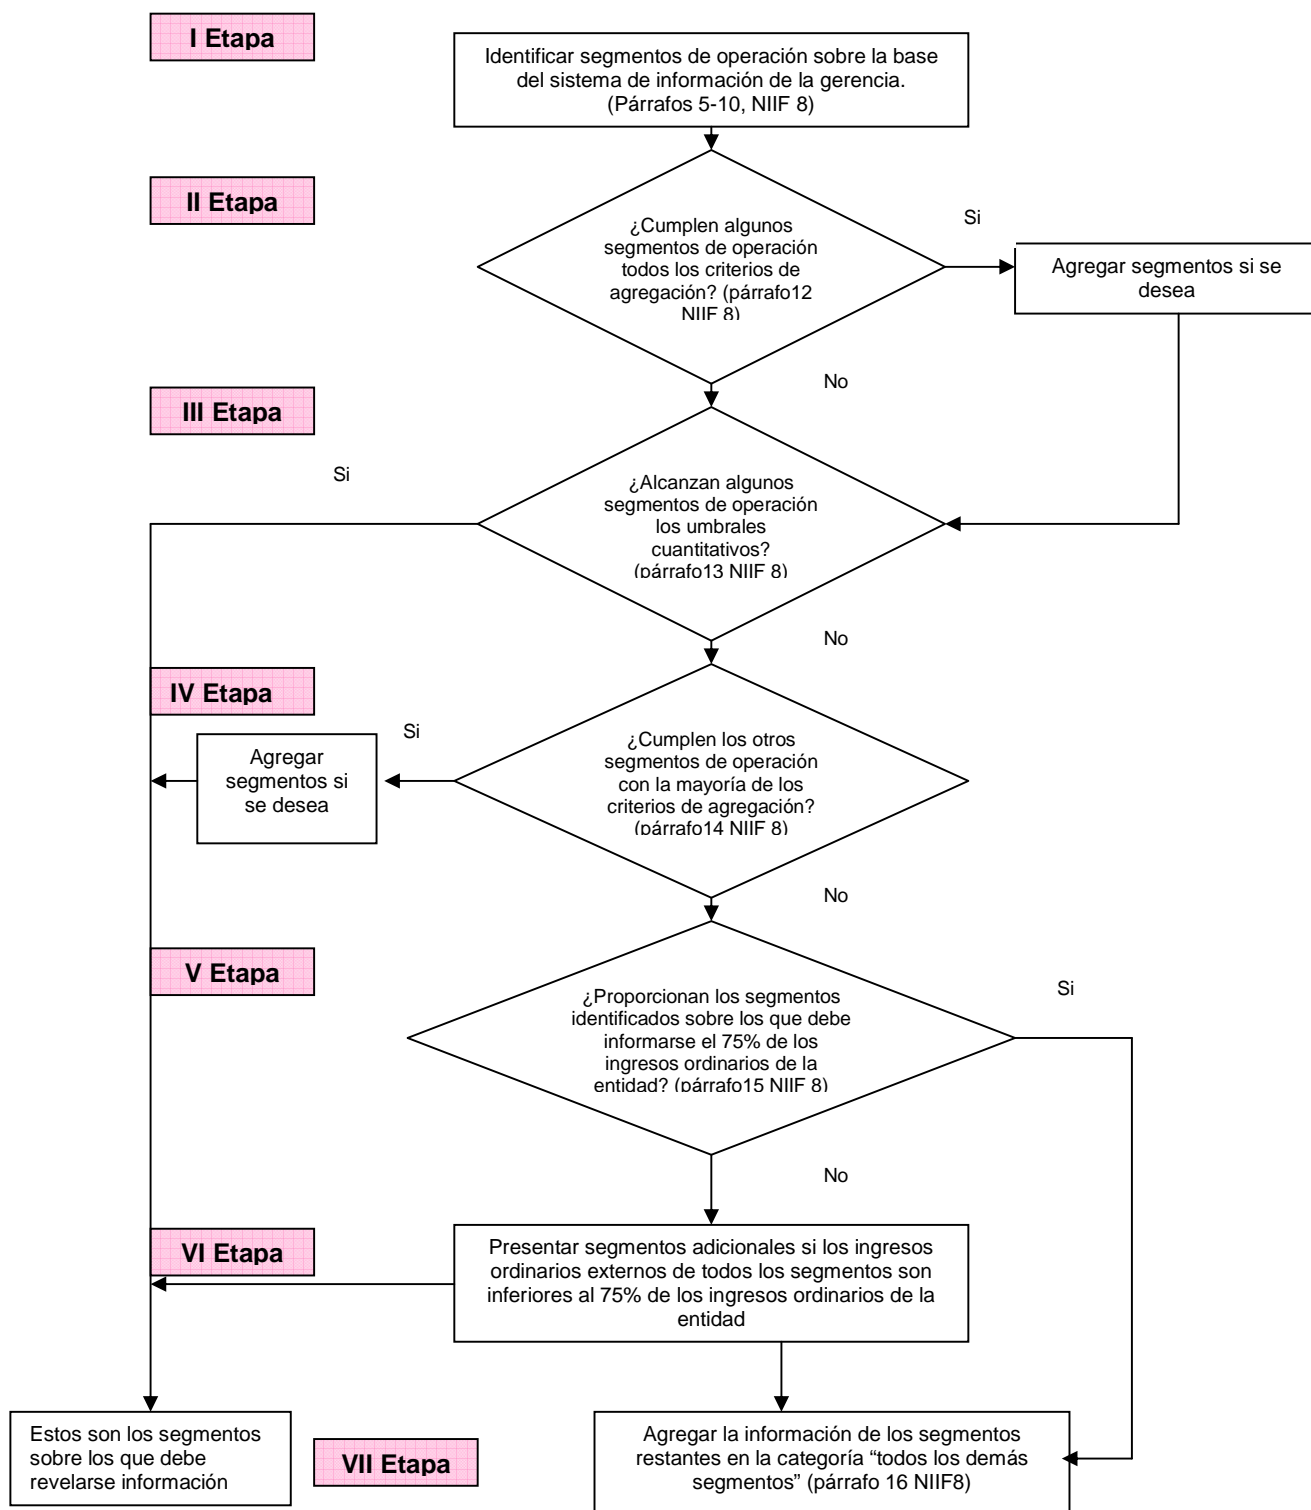 I Etapa
Identificar segmentos de operación sobre la base
del sistema de información de la gerencia.
(Párrafos 5-10, NIIF 8)
II Etapa
¿Cumplen algunos
segmentos de operación
todos los criterios de
agregación? (párrafo12
NIIF 8)
Si
Agregar segmentos si se
desea
No
III Etapa
Si
¿Alcanzan algunos
segmentos de operación
los umbrales
cuantitativos?
(párrafo13 NIIF 8)
No
IV Etapa
Si
Agregar
segmentos si
se desea
¿Cumplen los otros
segmentos de operación
con la mayoría de los
criterios de agregación?
(párrafo14 NIIF 8)
No
V Etapa
¿Proporcionan los segmentos
identificados sobre los que debe
informarse el 75% de los
ingresos ordinarios de la
entidad? (párrafo15 NIIF 8)
Si
No
VI Etapa
Presentar segmentos adicionales si los ingresos
ordinarios externos de todos los segmentos son
inferiores al 75% de los ingresos ordinarios de la
entidad
Estos son los segmentos
sobre los que debe
revelarse información
VII Etapa
Agregar la información de los segmentos
restantes en la categoría “todos los demás
segmentos” (párrafo 16 NIIF8)